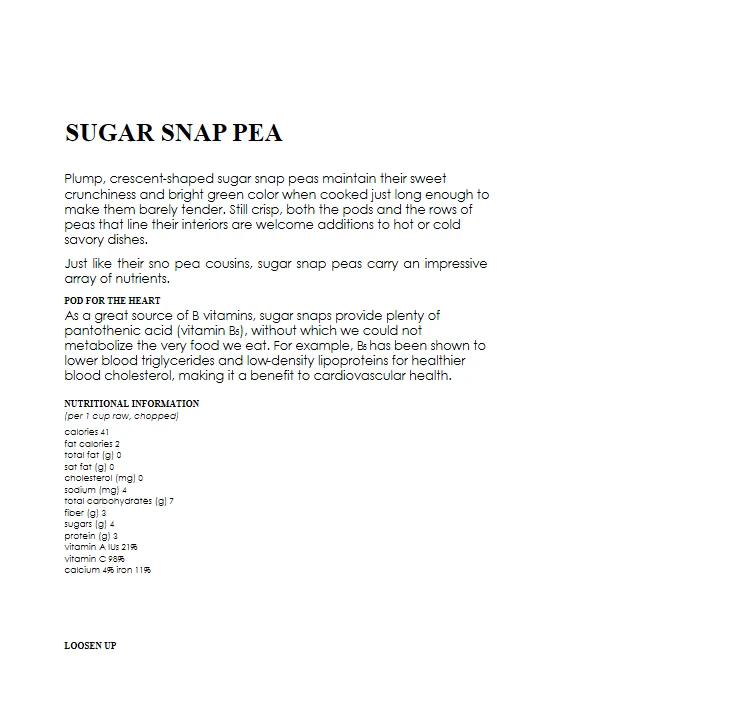 SUGAR SNAP PEA
Plump, crescent-shaped sugar snap peas maintain their sweet
crunchiness and bright green color when cooked just long enough to
make them barely tender. Still crisp, both the pods and the rows of
peas that line their interiors are welcome additions to hot or cold
savory dishes.
Just like their sno pea cousins, sugar snap peas carry an impressive
array of nutrients.
POD FOR THE HEART
As a great source of B vitamins, sugar snaps provide plenty of
pantothenic acid (vitamin B5), without which we could not
metabolize the very food we eat. For example, B5 has been shown to
lower blood triglycerides and low-density lipoproteins for healthier
blood cholesterol, making it a benefit to cardiovascular health.
NUTRITIONAL INFORMATION
(per 1 cup raw, chopped)
calories 41
fat calories 2
total fat (g) 0
sat fat (g) 0
cholesterol (mg) 0
sodium (mg) 4
total carbohydrates (g) 7
fiber (g) 3
sugars (g) 4
protein (g) 3
vitamin A IUs 21%
vitamin C 98%
calcium 4% iron 11%
LOOSEN UP